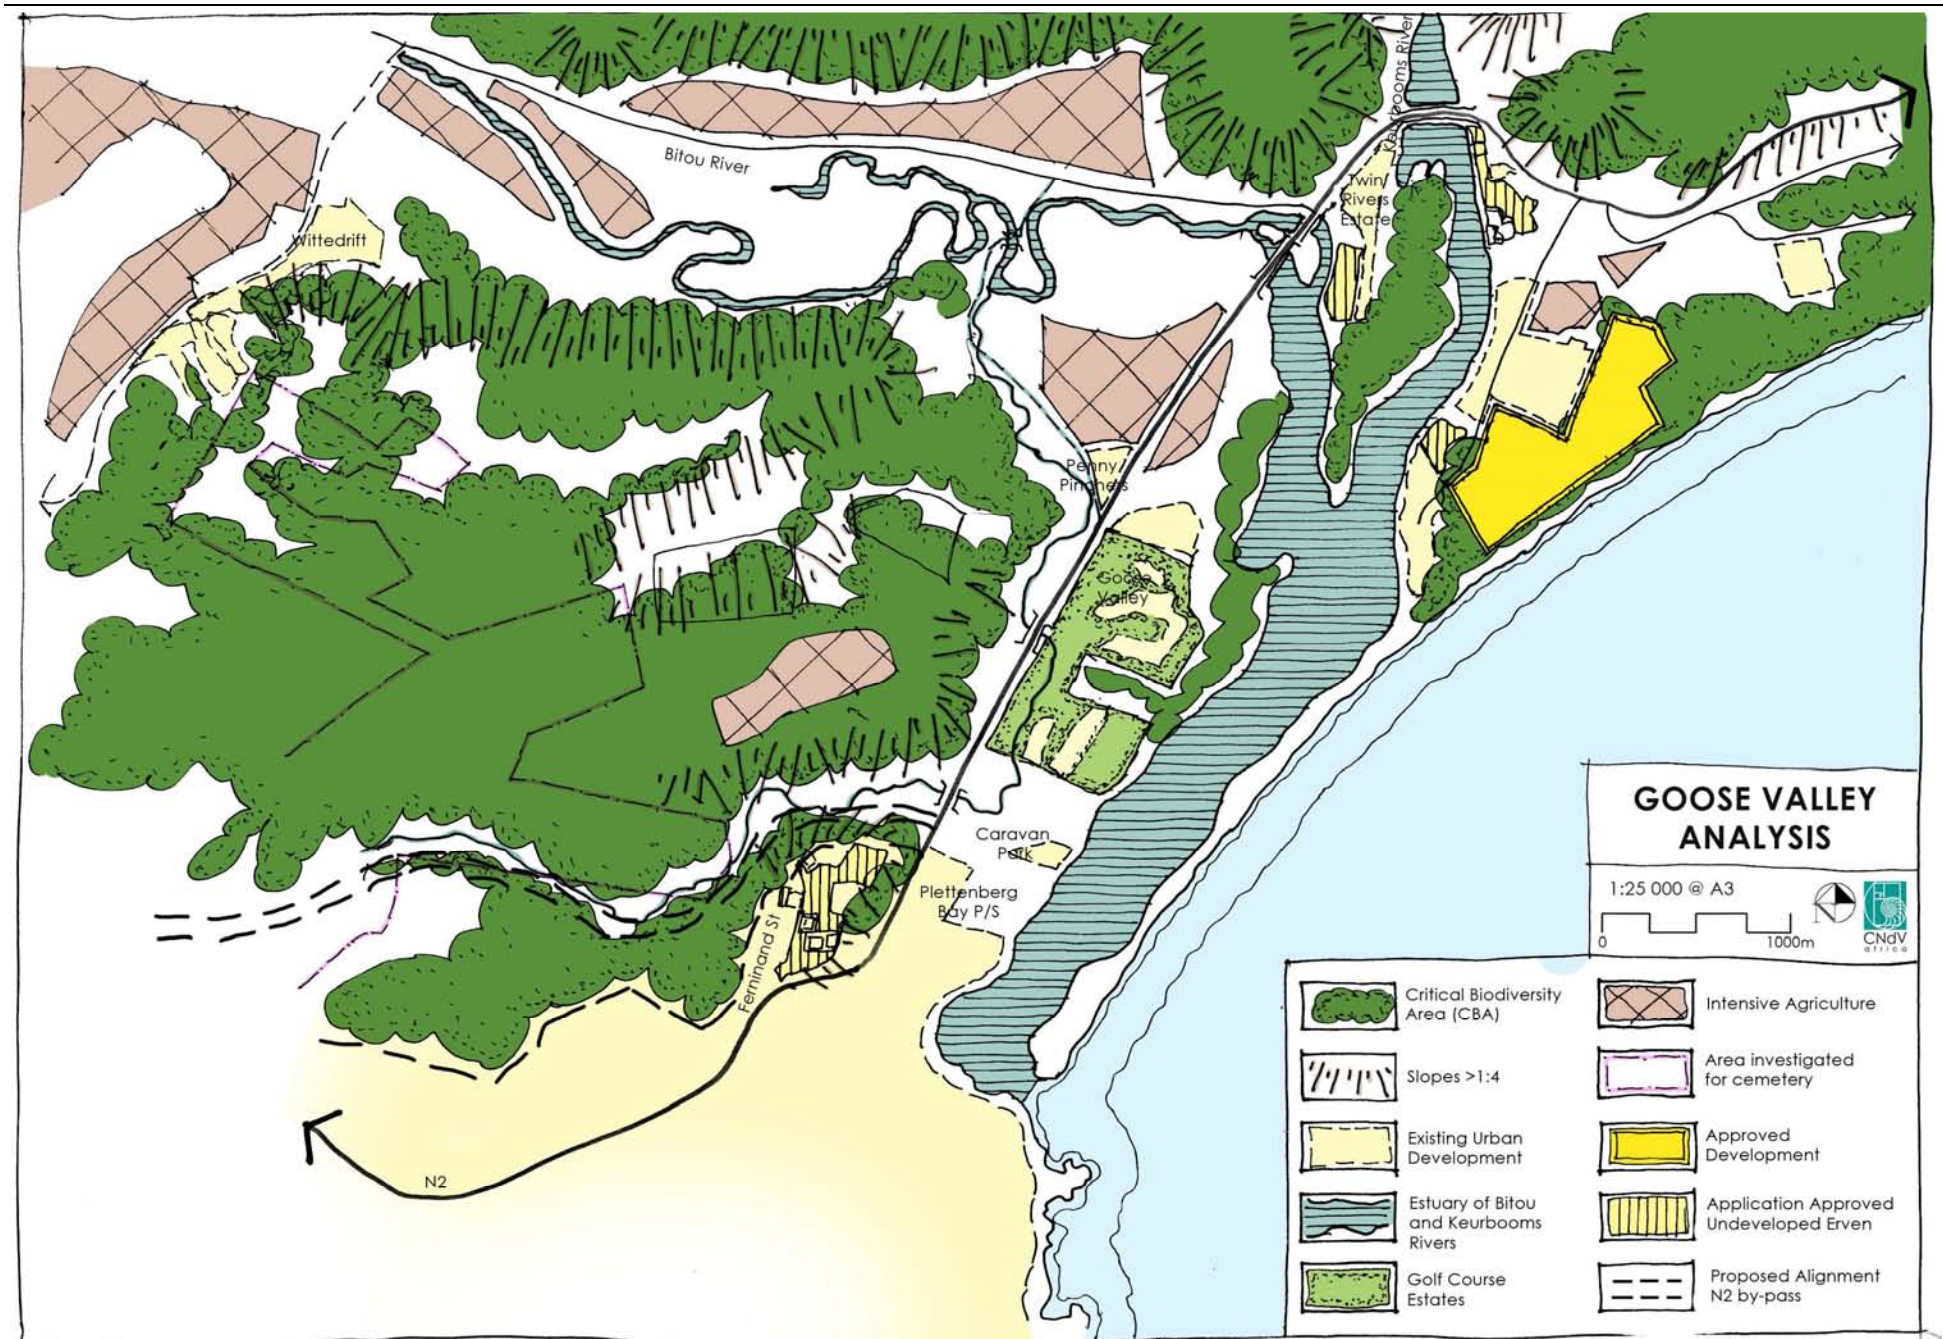 Keurbooms River
Bitou River
Twin
Rivers
Estate
Wittedrift
Penny
Pinchers
Goose
Valley
Caravan
Park
Plettenberg
Bay P/S
Ferninand St
N2
GOOSE VALLEY
ANALYSIS
1:25 000 @ A3
0
1000m
N
CNdV
africa
Critical Biodiversity
Area (CBA)
Slopes >1:4
Existing Urban
Development
Estuary of Bitou
and Keurbooms
Rivers
Golf Course
Estates
Intensive Agriculture
Area investigated
for cemetery
Approved
Development
Application Approved
Undeveloped Erven
Proposed Alignment
N2 by-pass